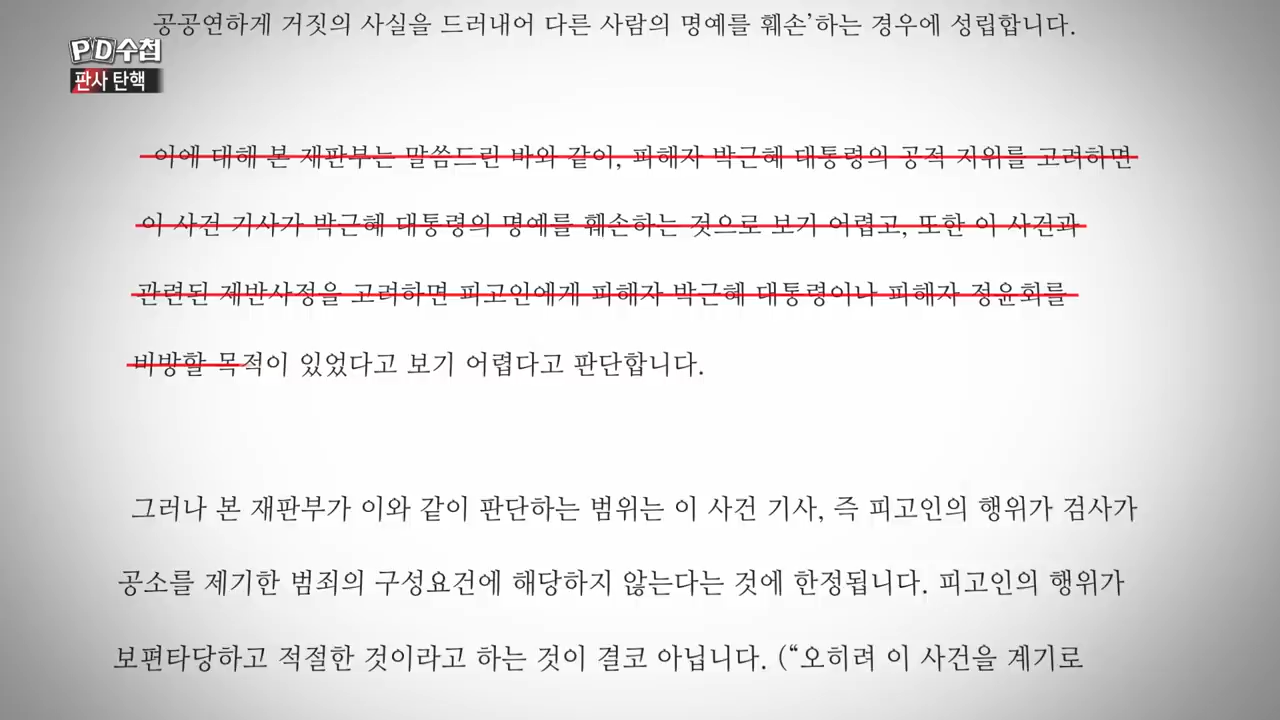 공공연하게 거짓의 사실을 드러내어 다른 사람의 명예를 훼손’하는 경우에 성립합니다.
PD수첩
판사 탄핵
이에 대해 본 재판부는 말씀드린 바와 같이, 피해자 박근혜 대통령의 공적 지위를 고려하면
이 사건 기사가 박근혜 대통령의 명예를 훼손하는 것으로 보기 어렵고, 또한 이 사건과
관련된 제반사정을 고려하면 피고인에게 피해자 박근혜 대통령이나 피해자 정윤회를
비방할 목적이 있었다고 보기 어렵다고 판단합니다.
그러나 본 재판부가 이와 같이 판단하는 범위는 이 사건 기사, 즉 피고인의 행위가 검사가
공소를 제기한 범죄의 구성요건에 해당하지 않는다는 것에 한정됩니다. 피고인의 행위가
보편타당하고 적절한 것이라고 하는 것이 결코 아닙니다. (“오히려 이 사건을 계기로